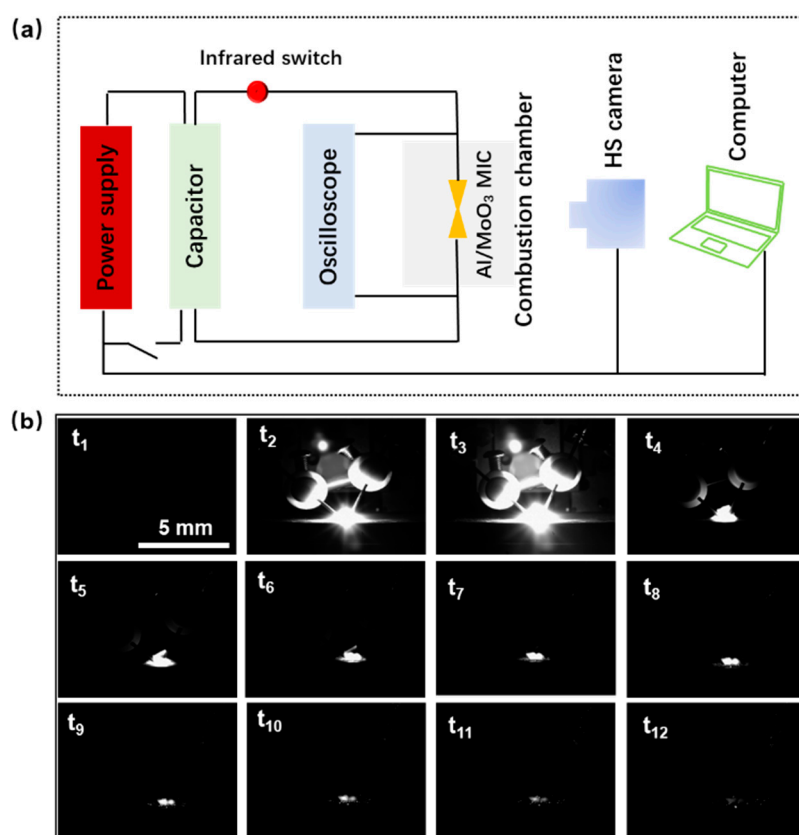 (a)
Infrared switch
Power supply
Capacitor
Oscilloscope
Al/MoO₃ MIC
Combustion chamber
HS camera
Computer
(b)
t₁
t₂
t₃
t₄
5 mm
t₅
t₆
t₇
t₈
t₉
t₁₀
t₁₁
t₁₂